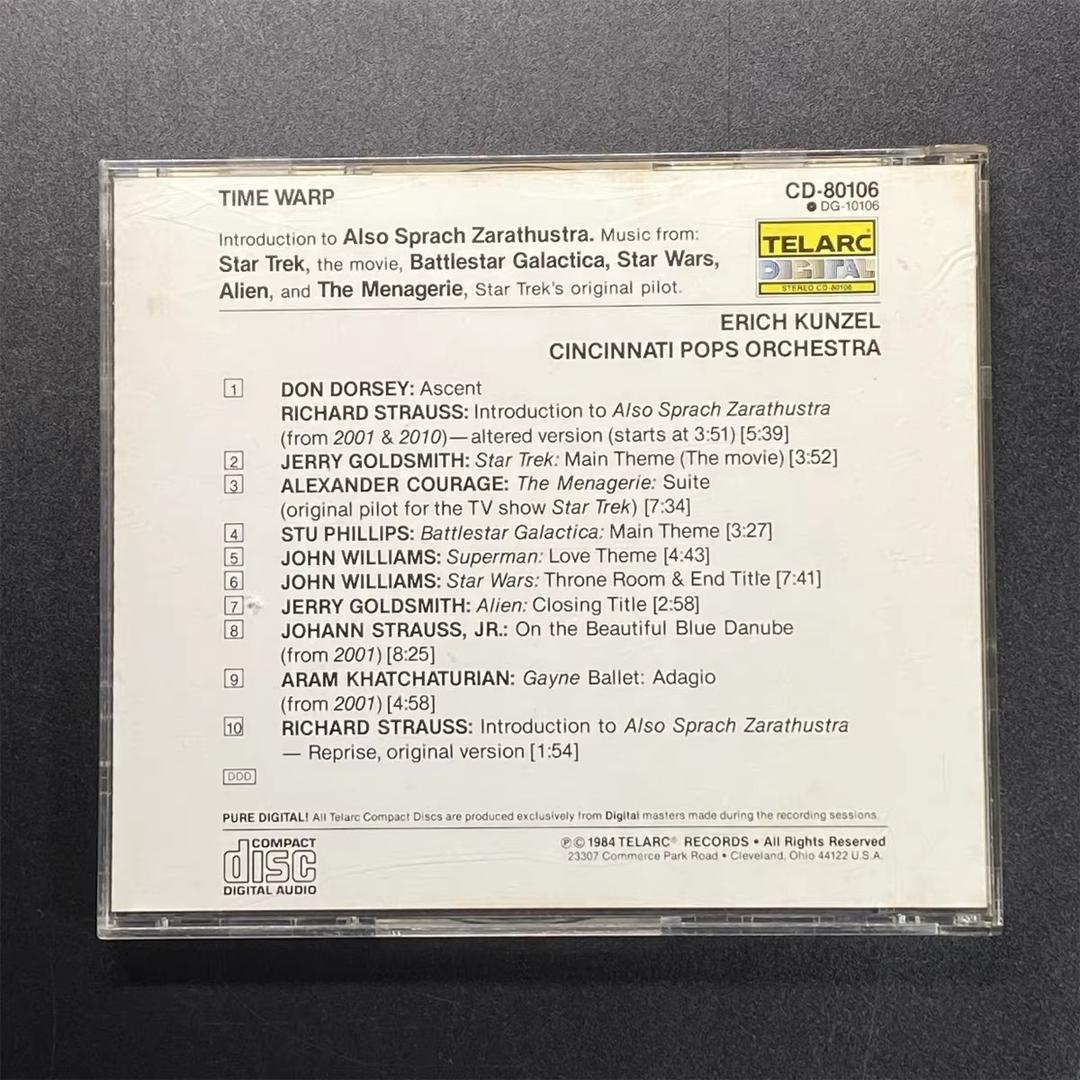 TIME WARP
CD-80106
● DG-10106
Introduction to Also Sprach Zarathustra. Music from:
Star Trek, the movie, Battlestar Galactica, Star Wars,
Alien, and The Menagerie, Star Trek's original pilot.
TELARC
DIGITAL
STEREO CD-80106
ERICH KUNZEL
CINCINNATI POPS ORCHESTRA
1 DON DORSEY: Ascent
RICHARD STRAUSS: Introduction to Also Sprach Zarathustra
(from 2001 & 2010)—altered version (starts at 3:51) [5:39]
2 JERRY GOLDSMITH: Star Trek: Main Theme (The movie) [3:52]
3 ALEXANDER COURAGE: The Menagerie: Suite
(original pilot for the TV show Star Trek) [7:34]
4 STU PHILLIPS: Battlestar Galactica: Main Theme [3:27]
5 JOHN WILLIAMS: Superman: Love Theme [4:43]
6 JOHN WILLIAMS: Star Wars: Throne Room & End Title [7:41]
7 JERRY GOLDSMITH: Alien: Closing Title [2:58]
8 JOHANN STRAUSS, JR.: On the Beautiful Blue Danube
(from 2001) [8:25]
9 ARAM KHATCHATURIAN: Gayne Ballet: Adagio
(from 2001) [4:58]
10 RICHARD STRAUSS: Introduction to Also Sprach Zarathustra
— Reprise, original version [1:54]
DDD
PURE DIGITAL! All Telarc Compact Discs are produced exclusively from Digital masters made during the recording sessions.
COMPACT
disc
DIGITAL AUDIO
℗ © 1984 TELARC® RECORDS • All Rights Reserved
23307 Commerce Park Road • Cleveland, Ohio 44122 U.S.A.